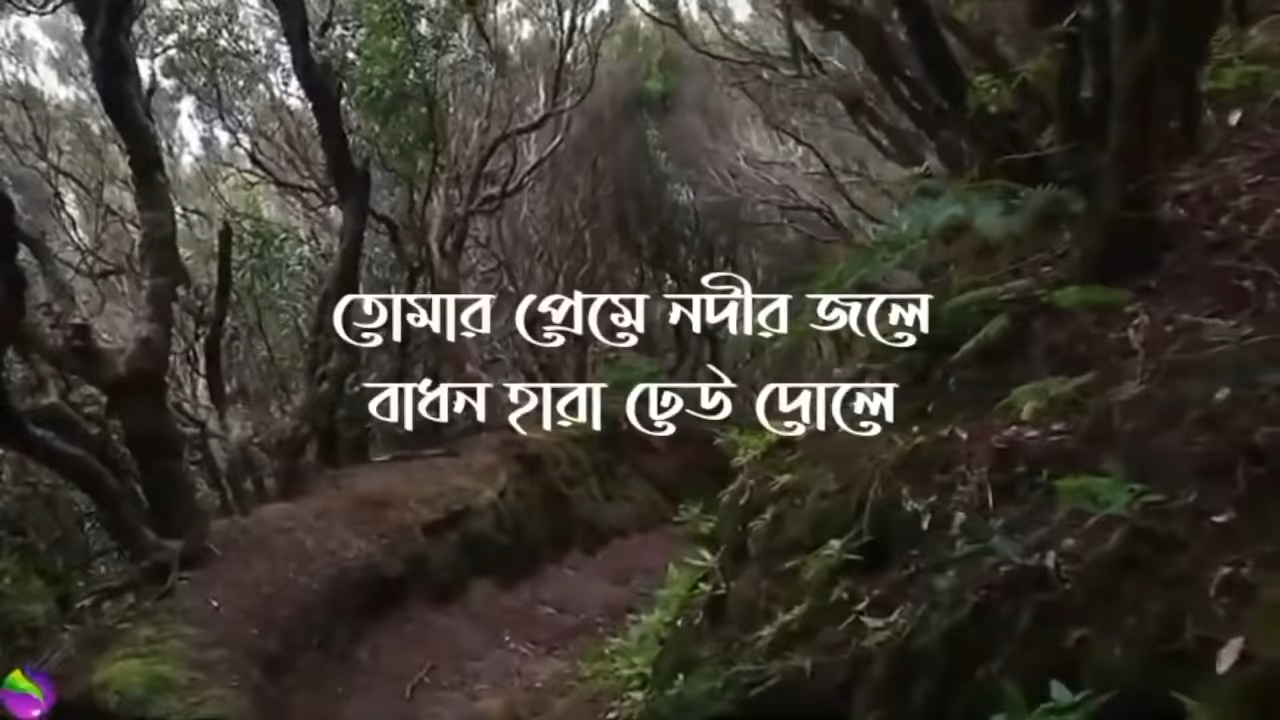 তোমার প্রেমে নদীর জলে
বাধন হারা ঢেউ দোলে